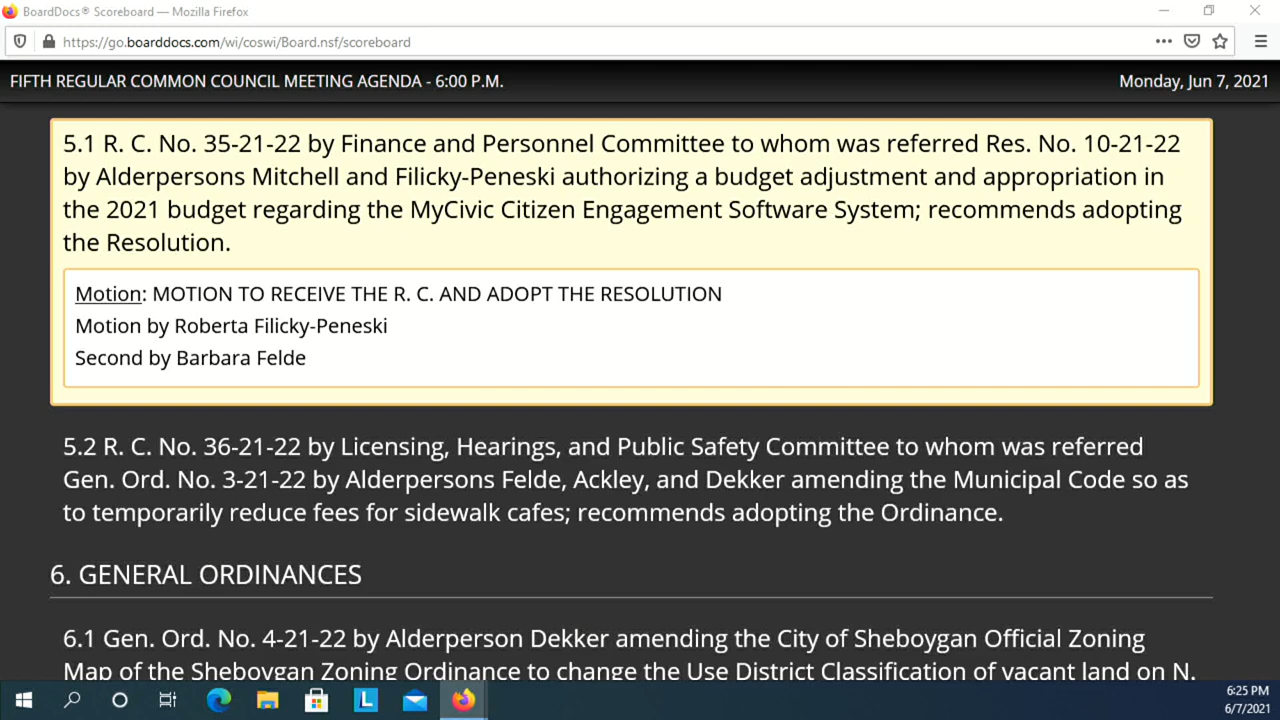 BoardDocs® Scoreboard — Mozilla Firefox
https://go.boarddocs.com/wi/coswi/Board.nsf/scoreboard
FIFTH REGULAR COMMON COUNCIL MEETING AGENDA - 6:00 P.M.
Monday, Jun 7, 2021
5.1 R. C. No. 35-21-22 by Finance and Personnel Committee to whom was referred Res. No. 10-21-22
by Alderpersons Mitchell and Filicky-Peneski authorizing a budget adjustment and appropriation in
the 2021 budget regarding the MyCivic Citizen Engagement Software System; recommends adopting
the Resolution.
Motion: MOTION TO RECEIVE THE R. C. AND ADOPT THE RESOLUTION
Motion by Roberta Filicky-Peneski
Second by Barbara Felde
5.2 R. C. No. 36-21-22 by Licensing, Hearings, and Public Safety Committee to whom was referred
Gen. Ord. No. 3-21-22 by Alderpersons Felde, Ackley, and Dekker amending the Municipal Code so as
to temporarily reduce fees for sidewalk cafes; recommends adopting the Ordinance.
6. GENERAL ORDINANCES
6.1 Gen. Ord. No. 4-21-22 by Alderperson Dekker amending the City of Sheboygan Official Zoning
Map of the Sheboygan Zoning Ordinance to change the Use District Classification of vacant land on N.
L
6:25 PM
6/7/2021